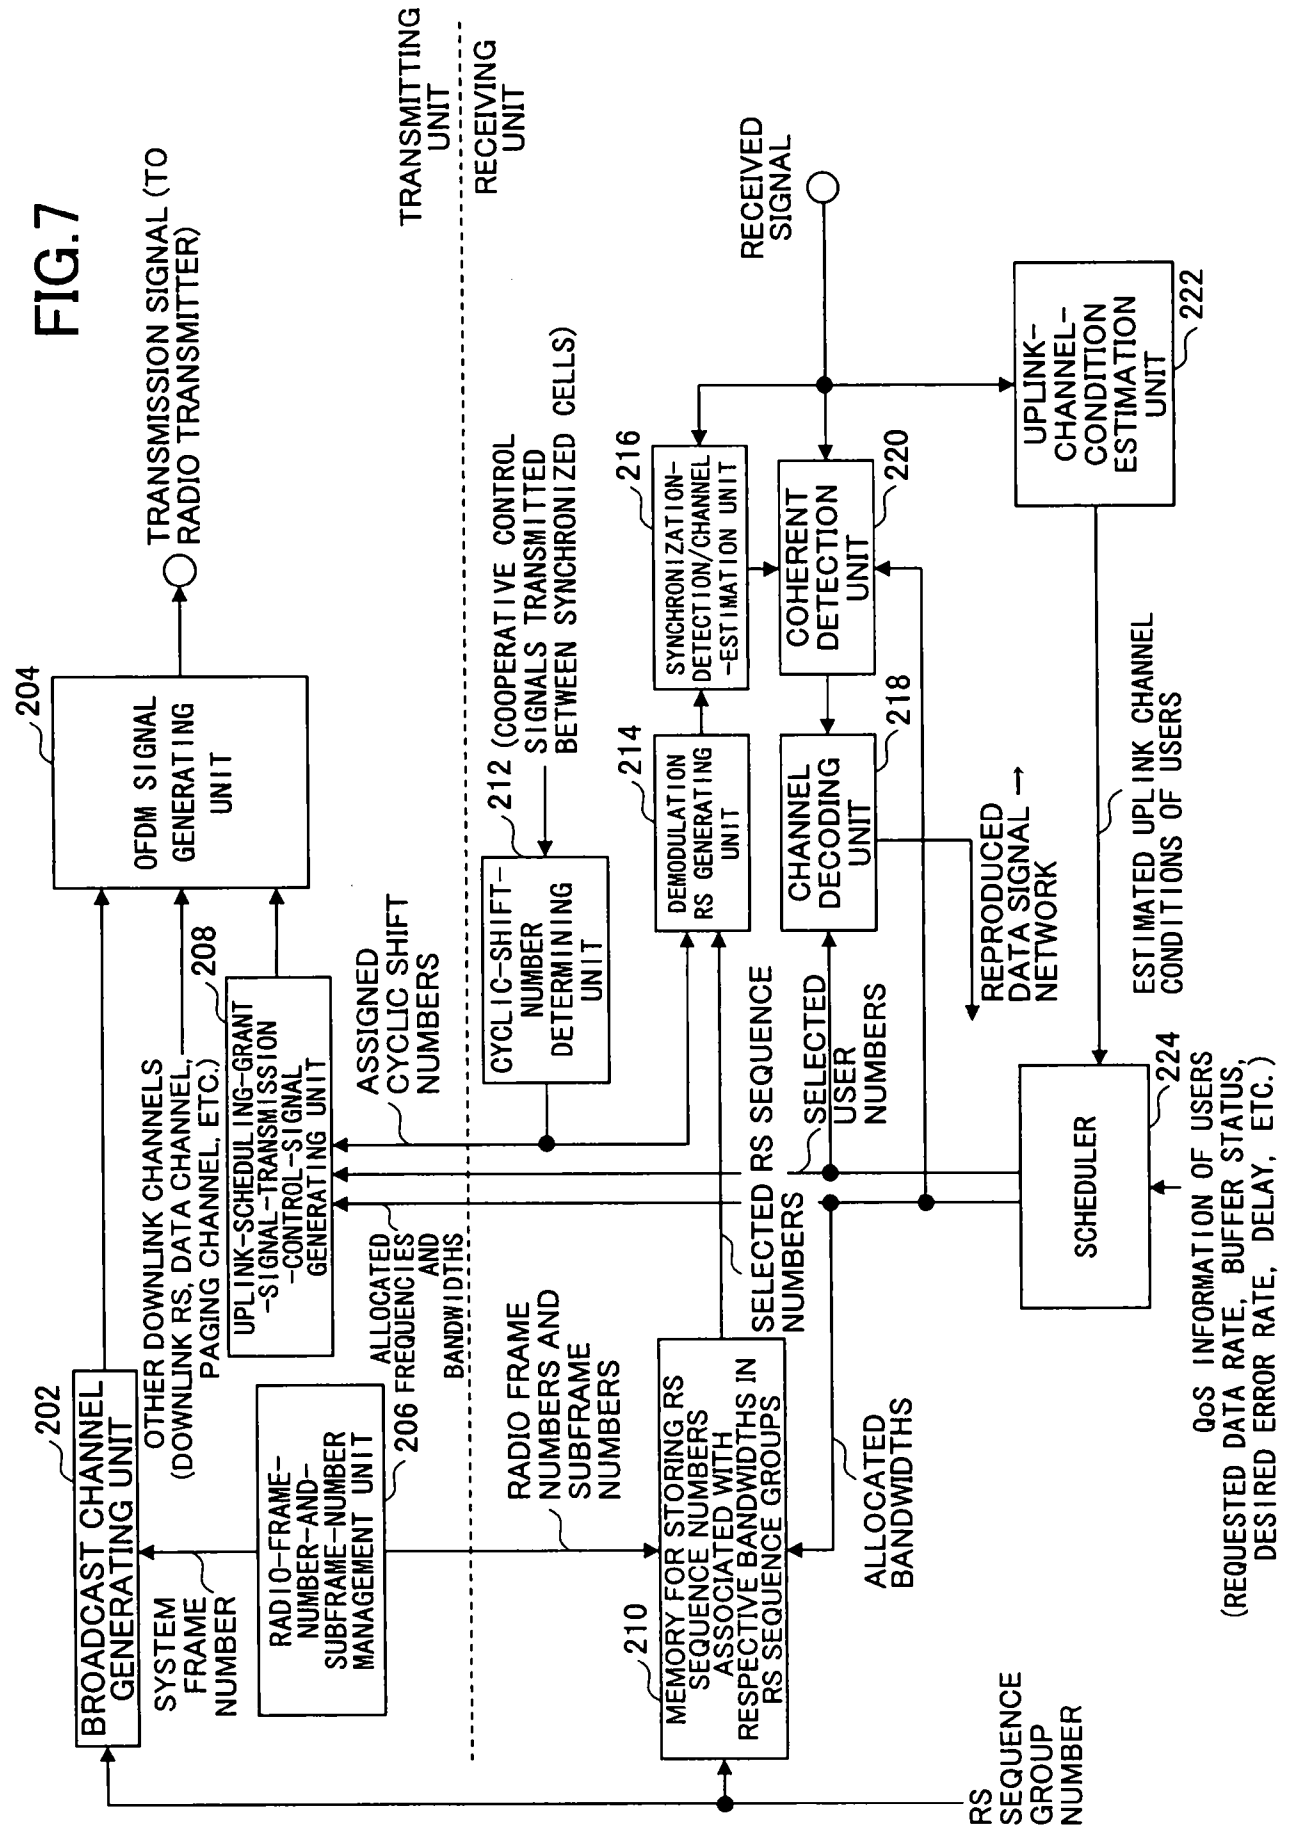 FIG.7
TRANSMITTING
UNIT
RECEIVING
UNIT
TRANSMISSION SIGNAL (TO
RADIO TRANSMITTER)
204
OFDM SIGNAL
GENERATING
UNIT
202
BROADCAST CHANNEL
GENERATING UNIT
OTHER DOWNLINK CHANNELS
(DOWNLINK RS, DATA CHANNEL,
PAGING CHANNEL, ETC.)
208
UPLINK-SCHEDULING-GRANT
-SIGNAL-TRANSMISSION
-CONTROL-SIGNAL
GENERATING UNIT
SYSTEM
FRAME
NUMBER
RADIO-FRAME-
NUMBER-AND-
SUBFRAME-NUMBER
MANAGEMENT UNIT
206
ALLOCATED
FREQUENCIES
AND
BANDWIDTHS
ASSIGNED
CYCLIC SHIFT
NUMBERS
212
(COOPERATIVE CONTROL
SIGNALS TRANSMITTED
BETWEEN SYNCHRONIZED CELLS)
CYCLIC-SHIFT-
NUMBER
DETERMINING
UNIT
RADIO FRAME
NUMBERS AND
SUBFRAME
NUMBERS
210
MEMORY FOR STORING RS
SEQUENCE NUMBERS
ASSOCIATED WITH
RESPECTIVE BANDWIDTHS IN
RS SEQUENCE GROUPS
SELECTED RS SEQUENCE
NUMBERS
214
DEMODULATION
RS GENERATING
UNIT
216
SYNCHRONIZATION-
DETECTION/CHANNEL
-ESTIMATION UNIT
RECEIVED
SIGNAL
SELECTED
USER
NUMBERS
CHANNEL
DECODING
UNIT
218
COHERENT
DETECTION
UNIT
220
ALLOCATED
BANDWIDTHS
REPRODUCED
DATA SIGNAL →
NETWORK
UPLINK-
CHANNEL-
CONDITION
ESTIMATION
UNIT
222
ESTIMATED UPLINK CHANNEL
CONDITIONS OF USERS
SCHEDULER
224
RS
SEQUENCE
GROUP
NUMBER
QoS INFORMATION OF USERS
(REQUESTED DATA RATE, BUFFER STATUS,
DESIRED ERROR RATE, DELAY, ETC.)